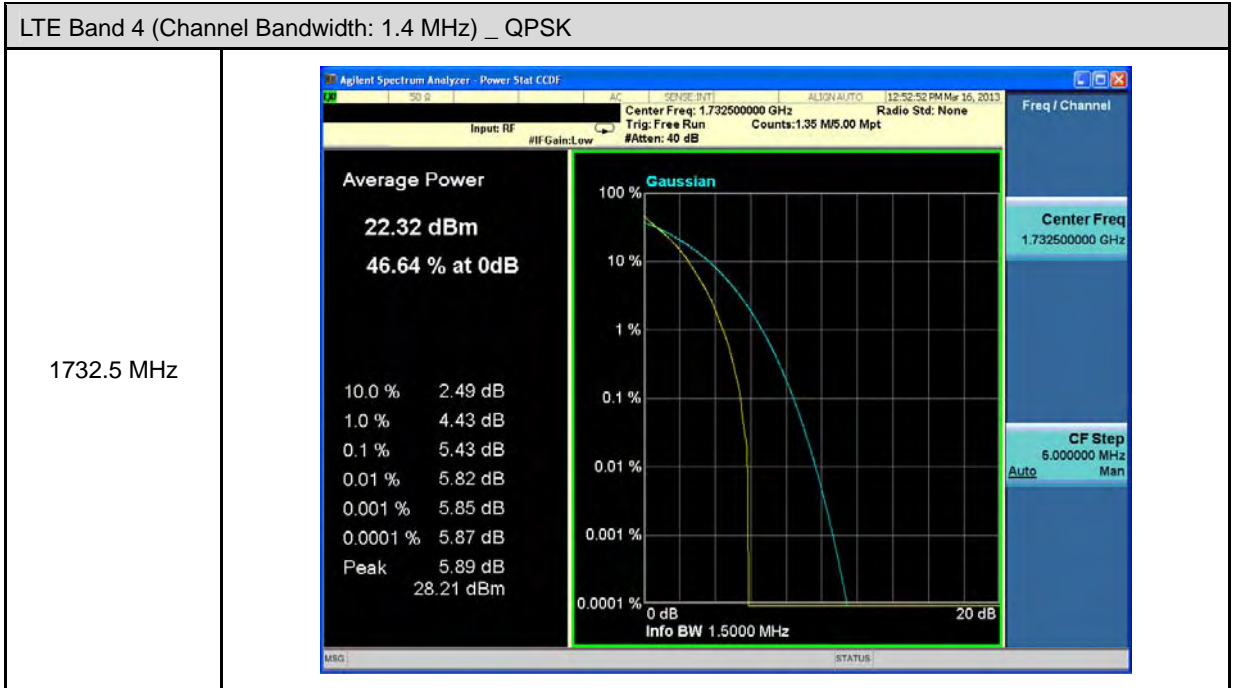 LTE Band 4 (Channel Bandwidth: 1.4 MHz) _ QPSK
1732.5 MHz
Agilent Spectrum Analyzer - Power Stat CCDF
50 Ω AC SENSE:INT ALIGN AUTO 12:52:52 PM Mar 16, 2013
Center Freq: 1.732500000 GHz Radio Std: None
Input: RF Trig: Free Run Counts:1.35 M/5.00 Mpt
#IFGain:Low #Atten: 40 dB
Freq / Channel
Average Power
22.32 dBm
46.64 % at 0dB
10.0 % 2.49 dB
1.0 % 4.43 dB
0.1 % 5.43 dB
0.01 % 5.82 dB
0.001 % 5.85 dB
0.0001 % 5.87 dB
Peak 5.89 dB
28.21 dBm
Gaussian
100 %
10 %
1 %
0.1 %
0.01 %
0.001 %
0.0001 %
0 dB 20 dB
Info BW 1.5000 MHz
Center Freq
1.732500000 GHz
CF Step
5.000000 MHz
Auto Man
MSG STATUS